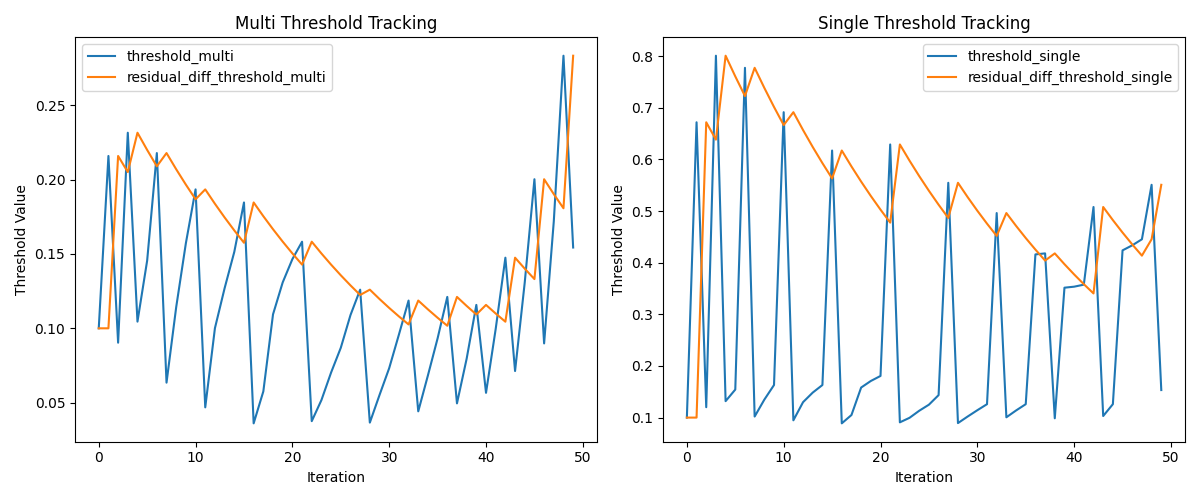 Multi Threshold Tracking
threshold_multi
residual_diff_threshold_multi
Threshold Value
0.25
0.20
0.15
0.10
0.05
0 10 20 30 40 50
Iteration
Single Threshold Tracking
threshold_single
residual_diff_threshold_single
Threshold Value
0.8
0.7
0.6
0.5
0.4
0.3
0.2
0.1
0 10 20 30 40 50
Iteration